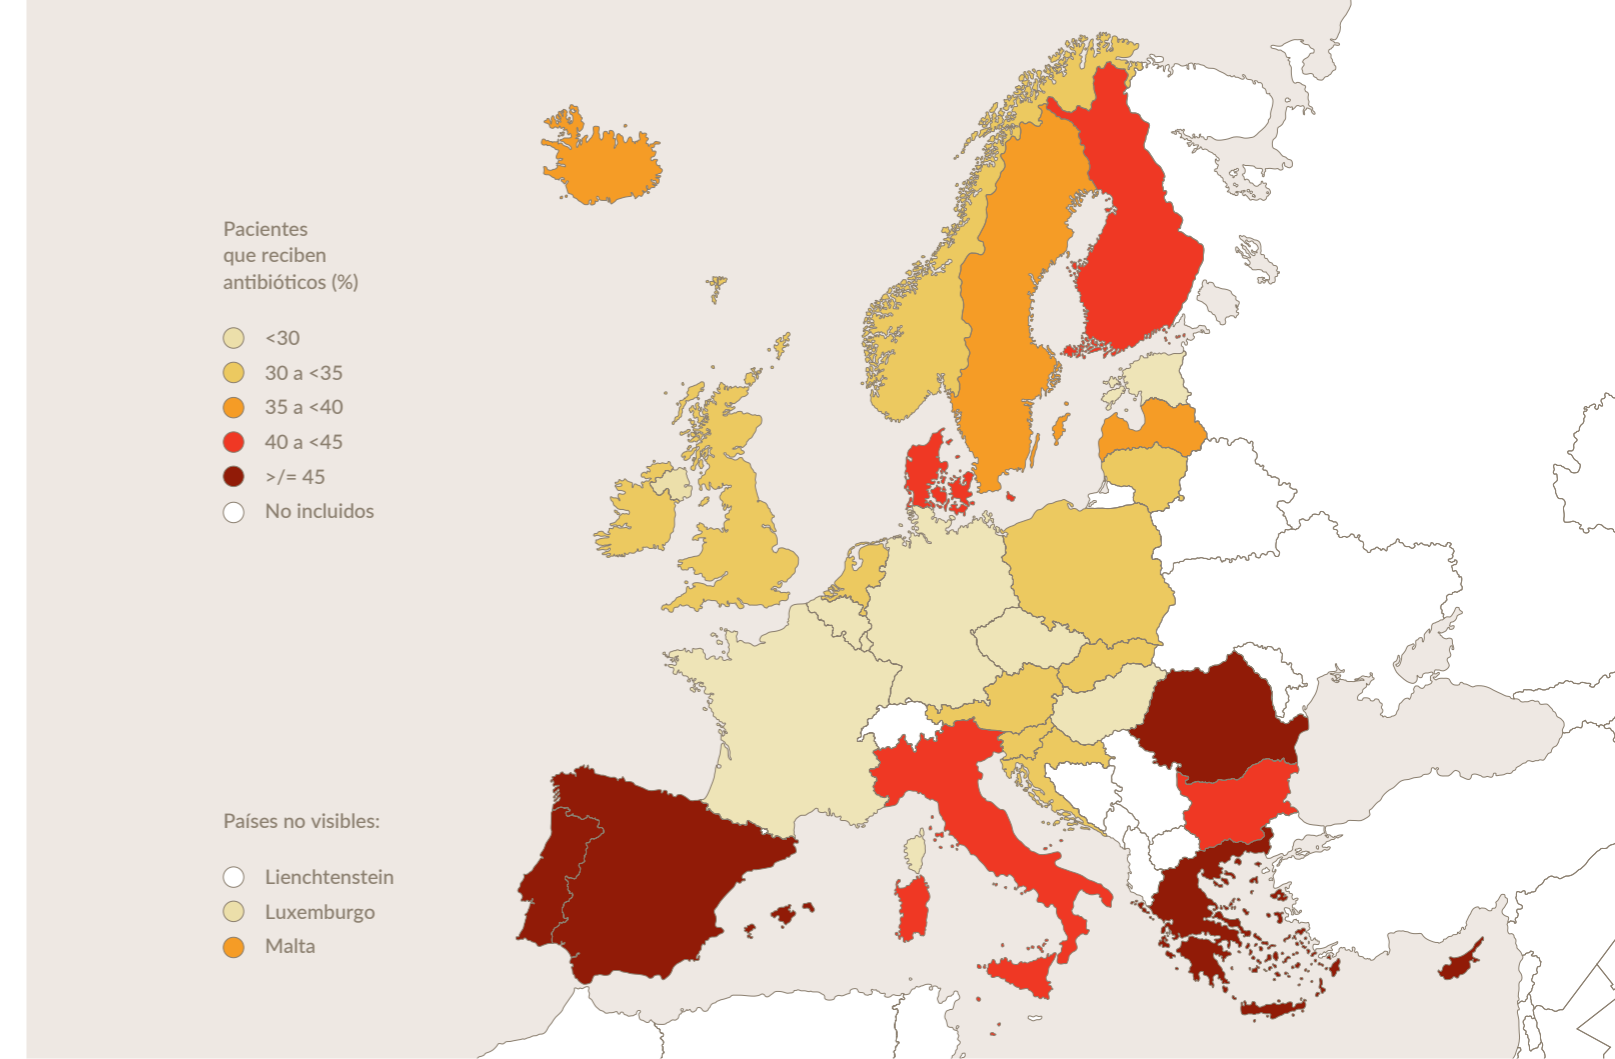 Pacientes
que reciben
antibióticos (%)
<30
30 a <35
35 a <40
40 a <45
>/= 45
No incluidos
Países no visibles:
Lienchtenstein
Luxemburgo
Malta